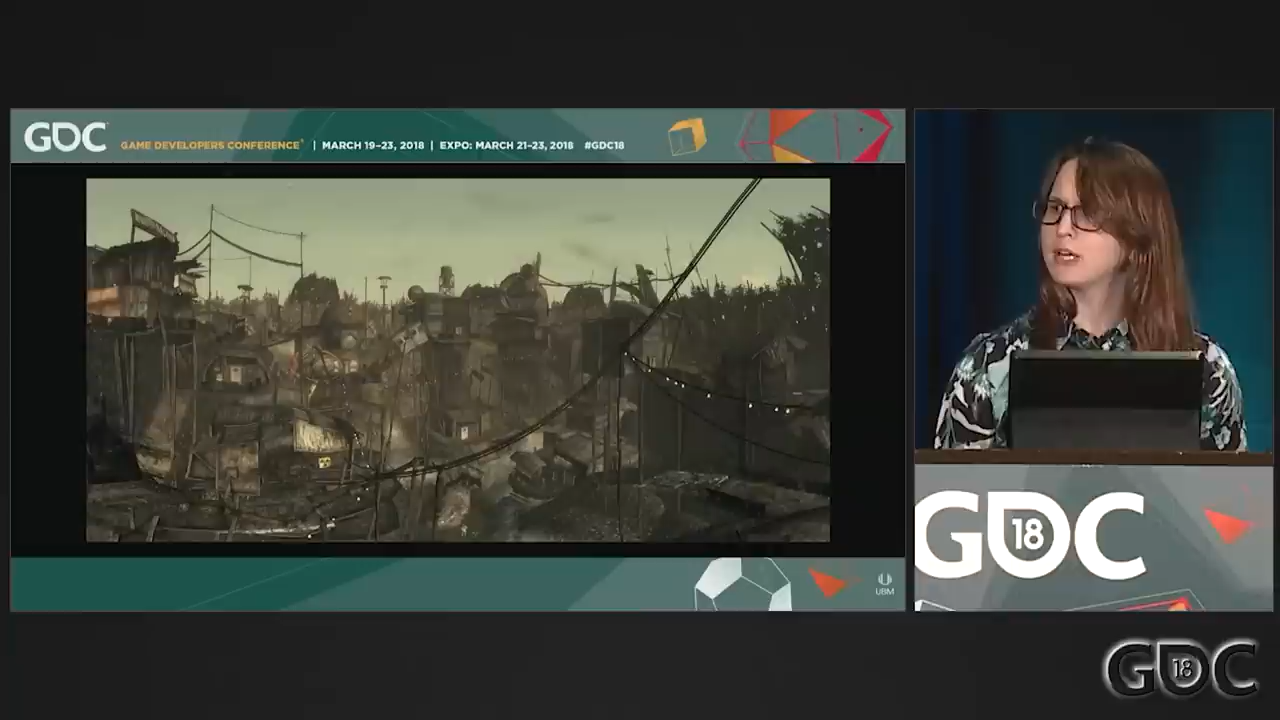 GDC GAME DEVELOPERS CONFERENCE | MARCH 19–23, 2018 | EXPO: MARCH 21–23, 2018 #GDC18
UBM
GDC
18
GDC
18